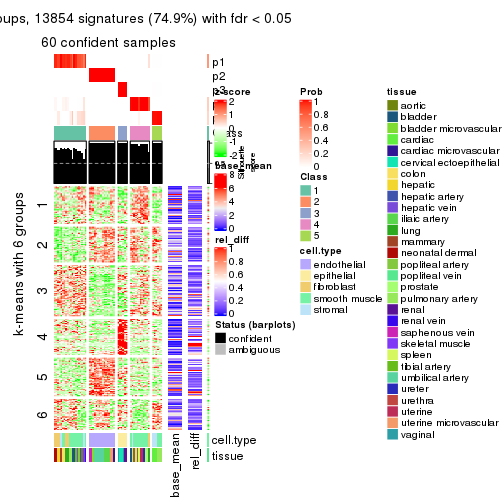 oups, 13854 signatures (74.9%) with fdr < 0.05
60 confident samples
p1
p2
p3
z-score
2
1
0
-1
-2
Silhouette
score
base_mean
8
6
4
2
0
rel_diff
1
0.8
0.6
0.4
0.2
0
Status (barplots)
confident
ambiguous
k-means with 6 groups
1
2
3
4
5
6
cell.type
tissue
base_mean
rel_diff
Prob
1
0.8
0.6
0.4
0.2
0
Class
1
2
3
4
5
cell.type
endothelial
epithelial
fibroblast
smooth muscle
stromal
tissue
aortic
bladder
bladder microvascular
cardiac
cardiac microvascular
cervical ectoepithelial
colon
hepatic
hepatic artery
hepatic vein
iliac artery
lung
mammary
neonatal dermal
popliteal artery
popliteal vein
prostate
pulmonary artery
renal
renal vein
saphenous vein
skeletal muscle
spleen
tibial artery
umbilical artery
ureter
urethra
uterine
uterine microvascular
vaginal